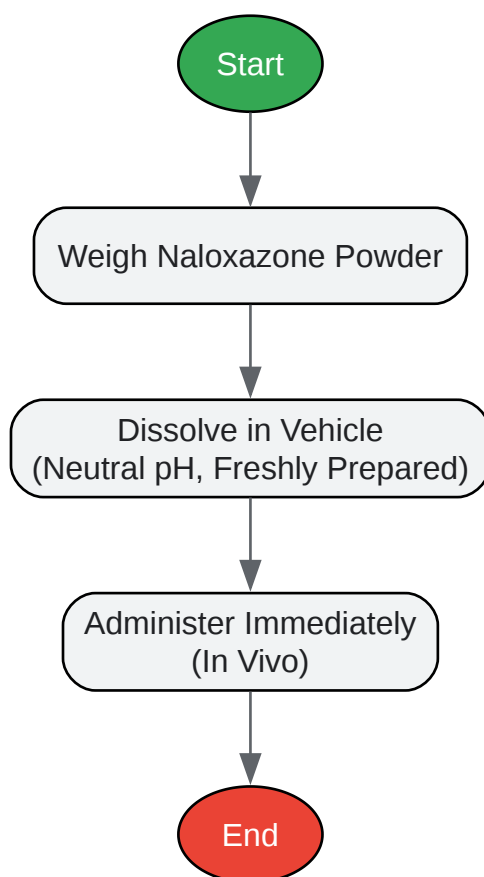 Start
Weigh Naloxazone Powder
Dissolve in Vehicle
(Neutral pH, Freshly Prepared)
Administer Immediately
(In Vivo)
End